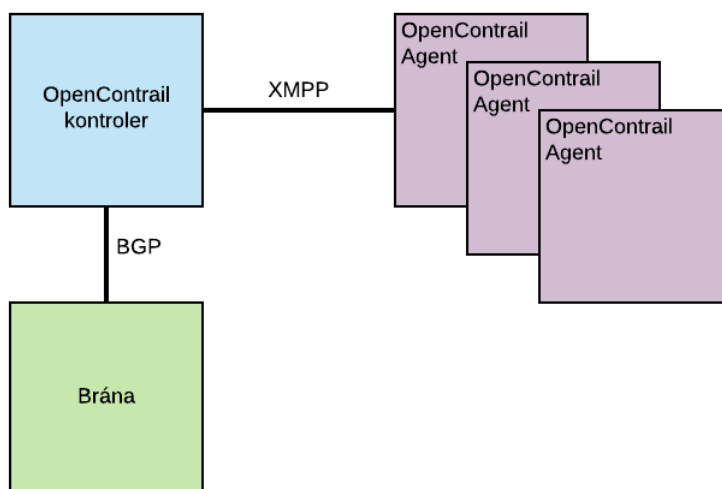 OpenContrail
kontroler
XMPP
OpenContrail
Agent
OpenContrail
Agent
OpenContrail
Agent
BGP
Brána